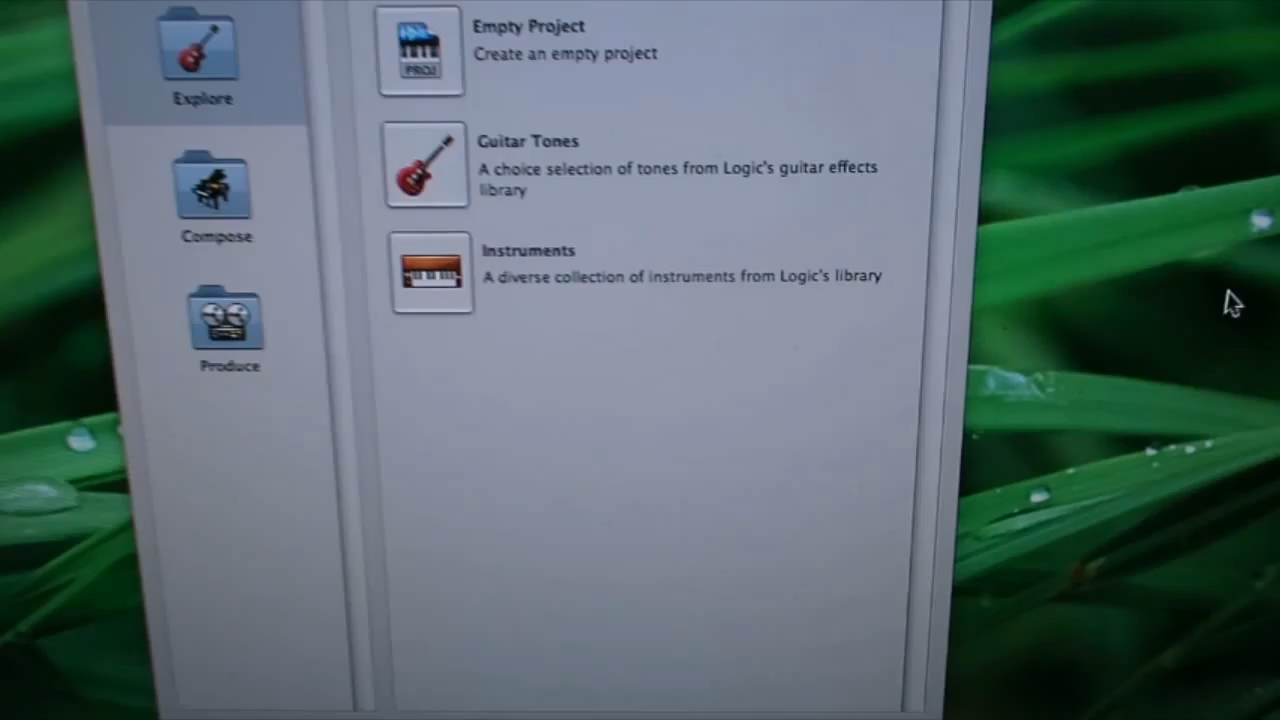 Explore
Compose
Produce
Empty Project
Create an empty project
PROJ
Guitar Tones
A choice selection of tones from Logic's guitar effects
library
Instruments
A diverse collection of instruments from Logic's library